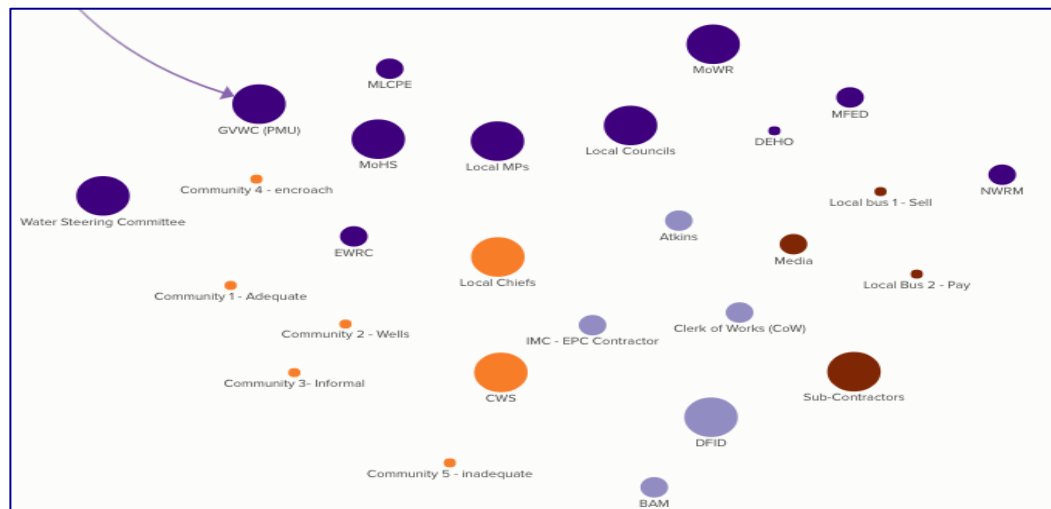 MoWR
MLCPE
MFED
GVWC (PMU)
DEHO
Local Councils
MoHS
Local MPs
Community 4 - encroach
NWRM
Local bus 1 - Sell
Water Steering Committee
Atkins
EWRC
Media
Local Chiefs
Local Bus 2 - Pay
Community 1 - Adequate
Clerk of Works (CoW)
Community 2 - Wells
IMC - EPC Contractor
Community 3- Informal
CWS
Sub-Contractors
DFID
Community 5 - inadequate
BAM